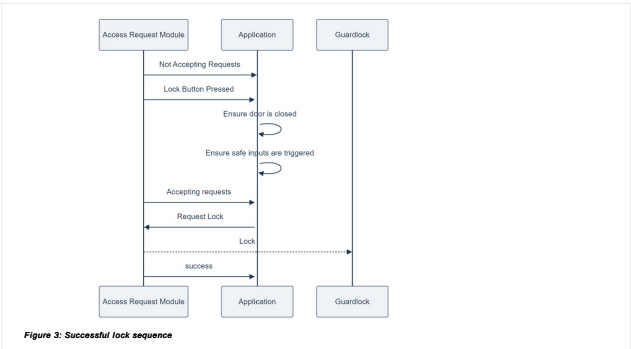 Access Request Module
Application
Guardlock
Not Accepting Requests
Lock Button Pressed
Ensure door is closed
Ensure safe inputs are triggered
Accepting requests
Request Lock
Lock
success
Access Request Module
Application
Guardlock
Figure 3: Successful lock sequence